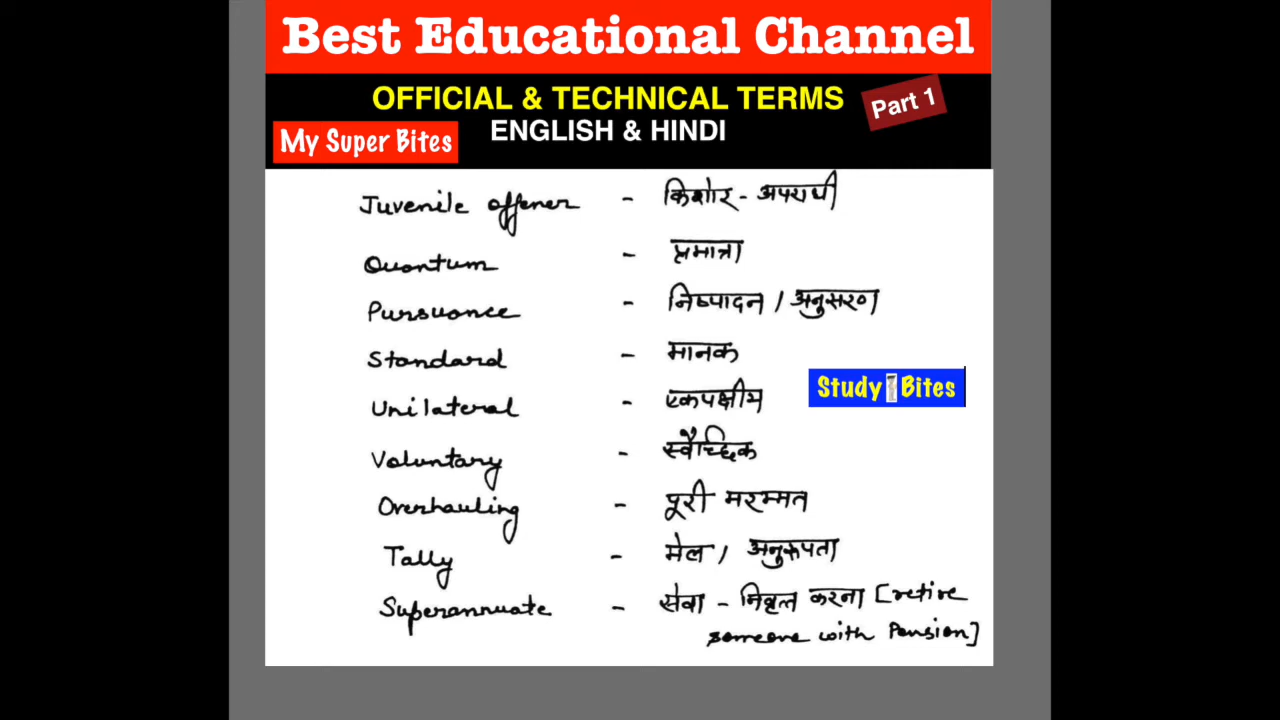 Best Educational Channel
OFFICIAL & TECHNICAL TERMS
Part 1
My Super Bites
ENGLISH & HINDI
Juvenile offener - किशोर - अपराधी
Quantum - प्रमात्रा
Pursuance - निष्पादन / अनुसरण
Standard - मानक
Unilateral - एकपक्षीय
Study Bites
Voluntary - स्वैच्छिक
Overhauling - पूरी मरम्मत
Tally - मेल / अनुरूपता
Superannuate - सेवा - निवृत्त करना [retire
someone with Pension]